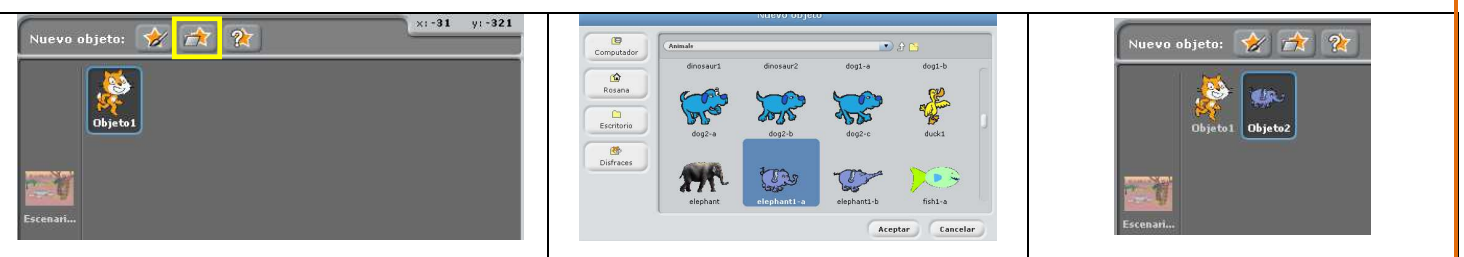 x: -31 y: -321
Nuevo objeto:
Objeto1
Escenari...
Nuevo objeto
Computador
Rosana
Escritorio
Disfraces
Animals
dinosaur1 dinosaur2 dog1-a dog1-b
dog2-a dog2-b dog2-c duck1
elephant elephant1-a elephant1-b fish1-a
Aceptar Cancelar
Nuevo objeto:
Objeto1 Objeto2
Escenari...